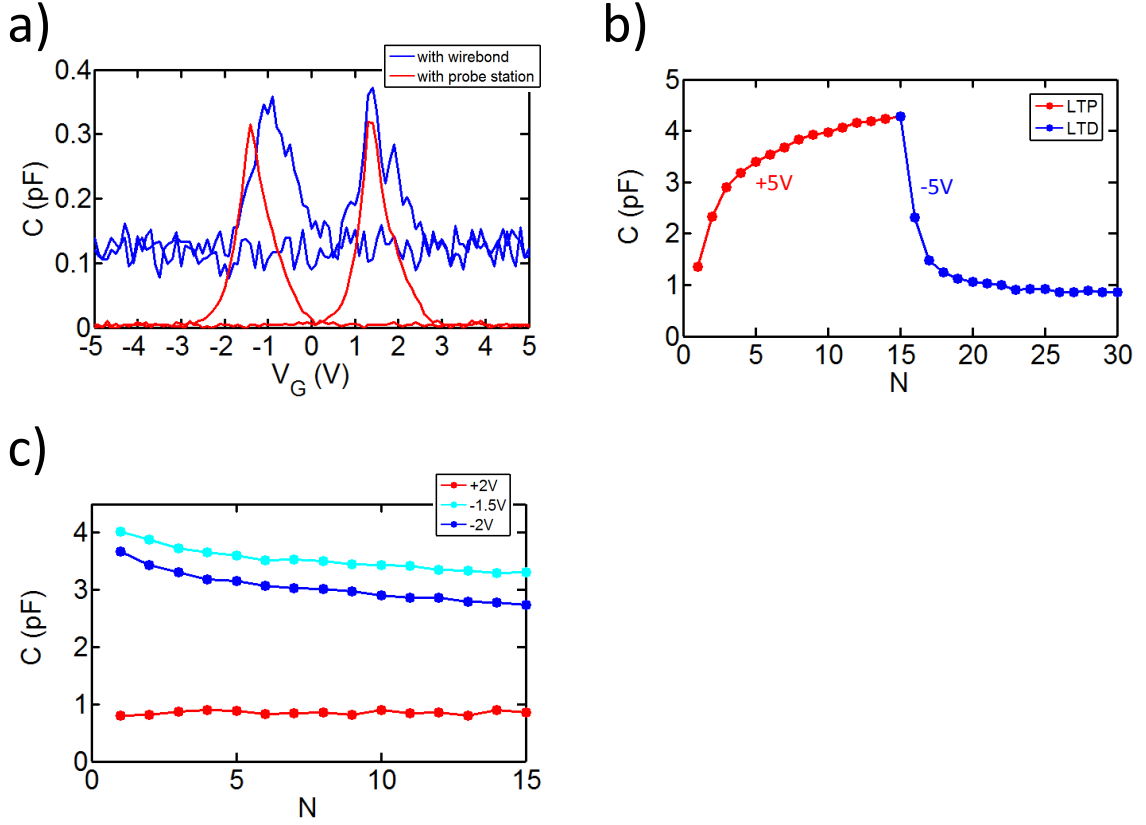 a)
with wirebond
with probe station
0.4
0.3
0.2
0.1
0
C (pF)
-5 -4 -3 -2 -1 0 1 2 3 4 5
V_G (V)
b)
LTP
LTD
5
4
3
2
1
0
C (pF)
+5V
-5V
0 5 10 15 20 25 30
N
c)
+2V
-1.5V
-2V
4
3
2
1
0
C (pF)
0 5 10 15
N